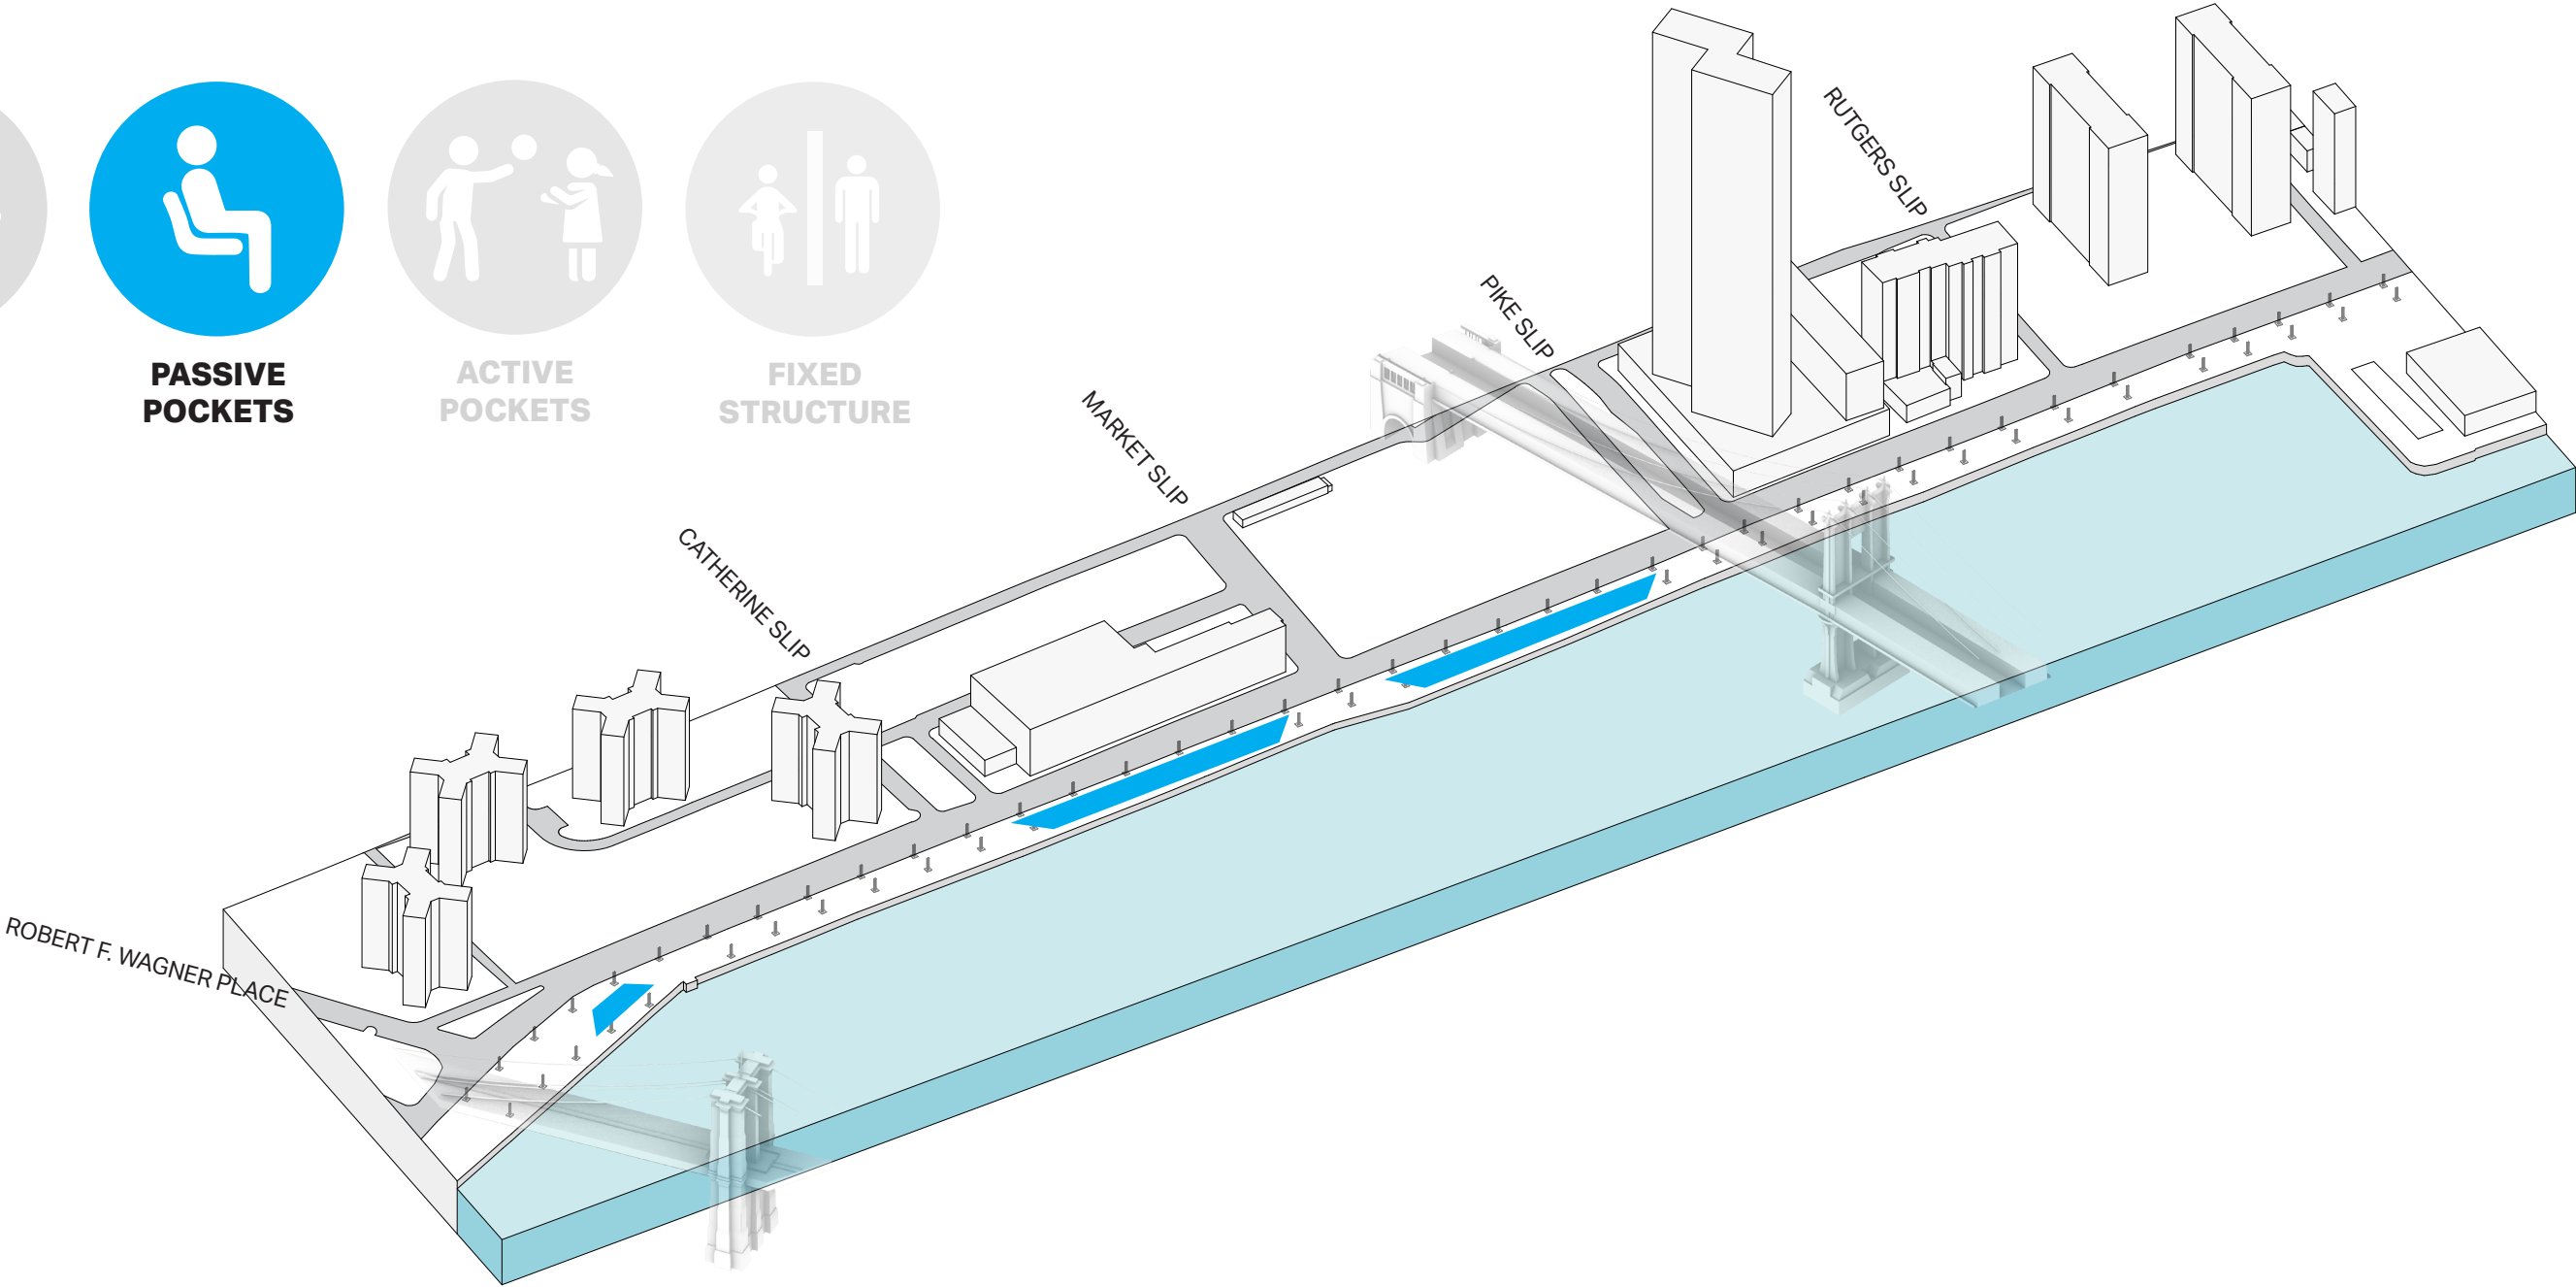 PASSIVE
POCKETS
ACTIVE
POCKETS
FIXED
STRUCTURE
RUTGERS SLIP
PIKE SLIP
MARKET SLIP
CATHERINE SLIP
ROBERT F. WAGNER PLACE